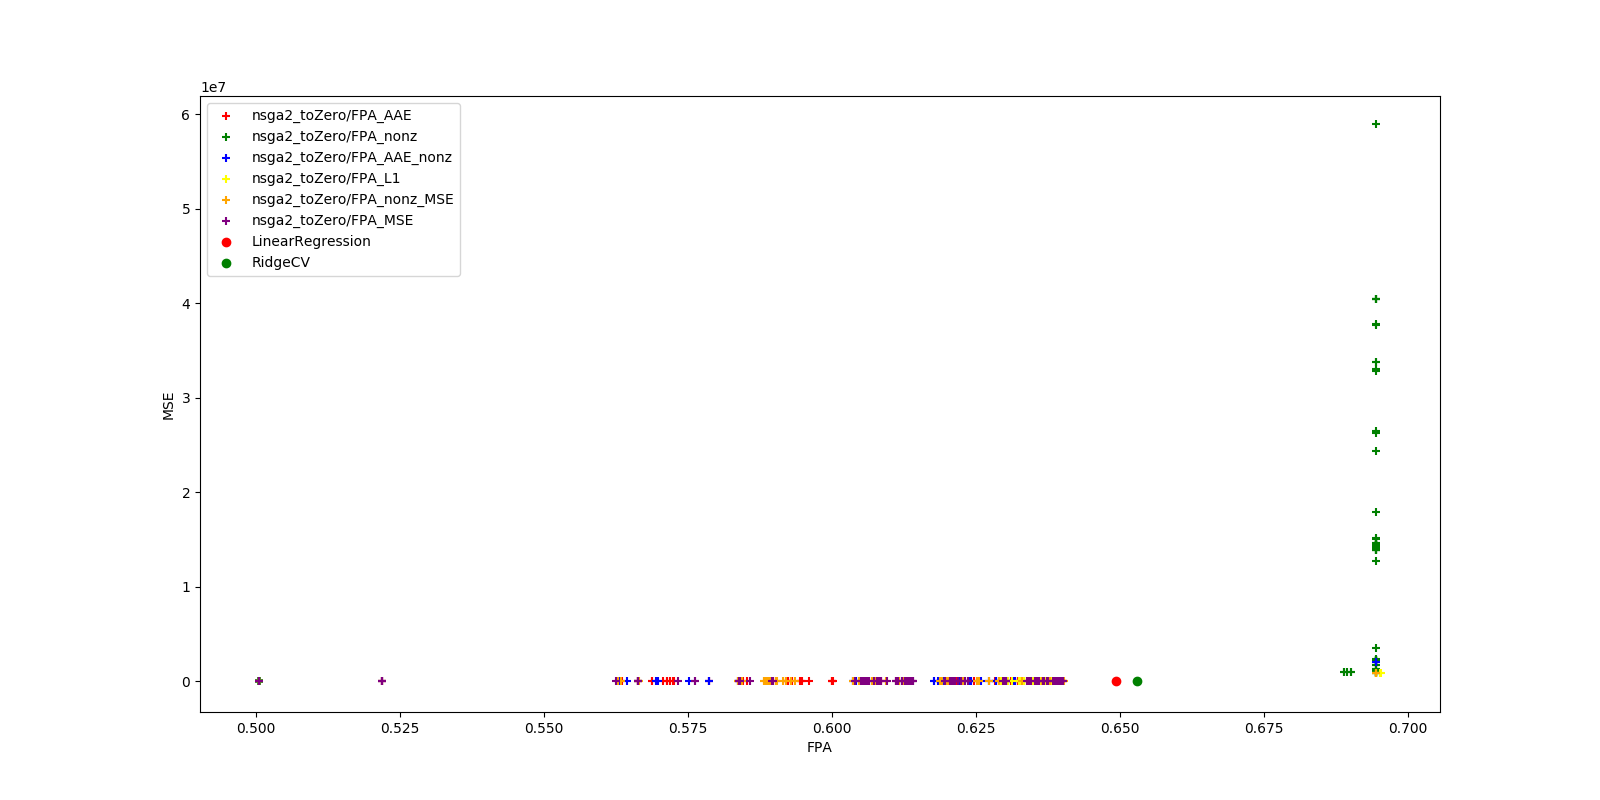 1e7
6
5
4
3
2
1
0
MSE
nsga2_toZero/FPA_AAE
nsga2_toZero/FPA_nonz
nsga2_toZero/FPA_AAE_nonz
nsga2_toZero/FPA_L1
nsga2_toZero/FPA_nonz_MSE
nsga2_toZero/FPA_MSE
LinearRegression
RidgeCV
0.500 0.525 0.550 0.575 0.600 0.625 0.650 0.675 0.700
FPA